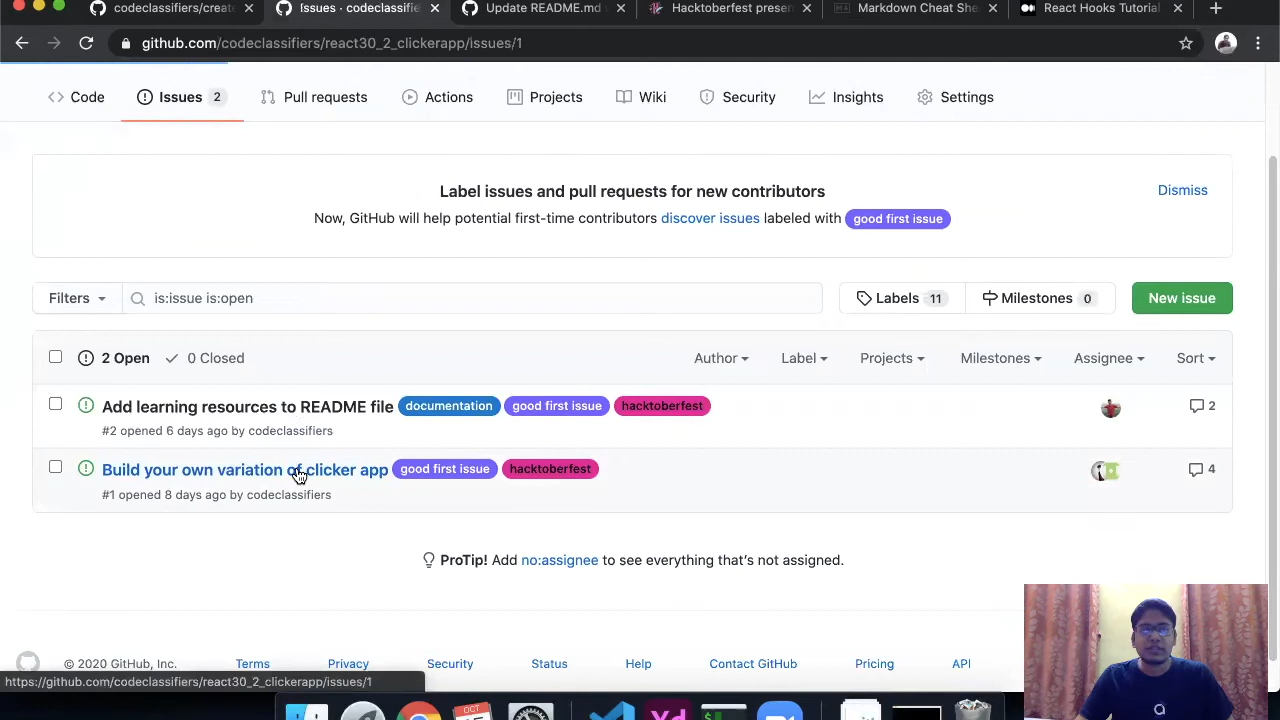 codeclassifiers/create
Issues · codeclassifie
Update README.md
Hacktoberfest presen
Markdown Cheat She
React Hooks Tutorial
github.com/codeclassifiers/react30_2_clickerapp/issues/1
Code
Issues 2
Pull requests
Actions
Projects
Wiki
Security
Insights
Settings
Label issues and pull requests for new contributors
Dismiss
Now, GitHub will help potential first-time contributors discover issues labeled with good first issue
Filters
is:issue is:open
Labels 11
Milestones 0
New issue
2 Open
0 Closed
Author
Label
Projects
Milestones
Assignee
Sort
Add learning resources to README file documentation good first issue hacktoberfest
2
#2 opened 6 days ago by codeclassifiers
Build your own variation of clicker app good first issue hacktoberfest
4
#1 opened 8 days ago by codeclassifiers
ProTip! Add no:assignee to see everything that's not assigned.
© 2020 GitHub, Inc.
Terms
Privacy
Security
Status
Help
Contact GitHub
Pricing
API
https://github.com/codeclassifiers/react30_2_clickerapp/issues/1
OCT
Yd